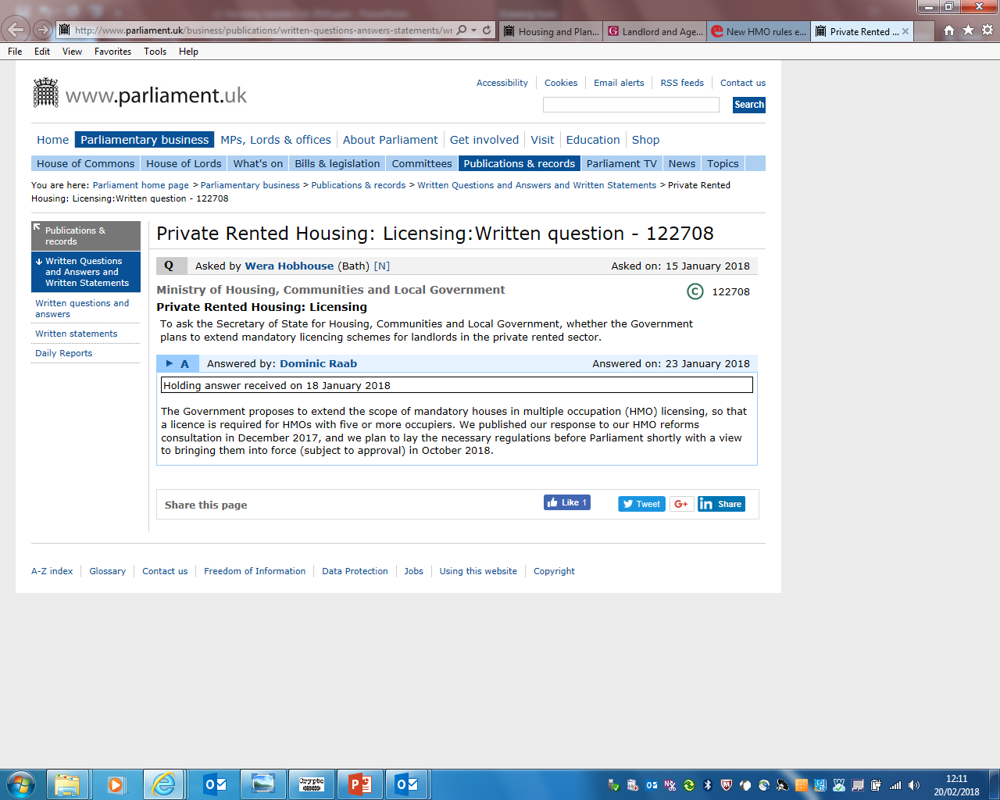 http://www.parliament.uk/business/publications/written-questions-answers-statements/wr
Housing and Plan...
Landlord and Age...
New HMO rules e...
Private Rented ...
File Edit View Favorites Tools Help
www.parliament.uk
Accessibility Cookies Email alerts RSS feeds Contact us
Search
Home Parliamentary business MPs, Lords & offices About Parliament Get involved Visit Education Shop
House of Commons House of Lords What's on Bills & legislation Committees Publications & records Parliament TV News Topics
You are here: Parliament home page > Parliamentary business > Publications & records > Written Questions and Answers and Written Statements > Private Rented
Housing: Licensing:Written question - 122708
Publications &
records
Written Questions
and Answers and
Written Statements
Written questions and
answers
Written statements
Daily Reports
Private Rented Housing: Licensing:Written question - 122708
Q Asked by Wera Hobhouse (Bath) [N] Asked on: 15 January 2018
Ministry of Housing, Communities and Local Government
C 122708
Private Rented Housing: Licensing
To ask the Secretary of State for Housing, Communities and Local Government, whether the Government
plans to extend mandatory licencing schemes for landlords in the private rented sector.
A Answered by: Dominic Raab Answered on: 23 January 2018
Holding answer received on 18 January 2018
The Government proposes to extend the scope of mandatory houses in multiple occupation (HMO) licensing, so that
a licence is required for HMOs with five or more occupiers. We published our response to our HMO reforms
consultation in December 2017, and we plan to lay the necessary regulations before Parliament shortly with a view
to bringing them into force (subject to approval) in October 2018.
Share this page
Like 1
Tweet
G+
in Share
A-Z index Glossary Contact us Freedom of Information Data Protection Jobs Using this website Copyright
Crypto
12:11
20/02/2018